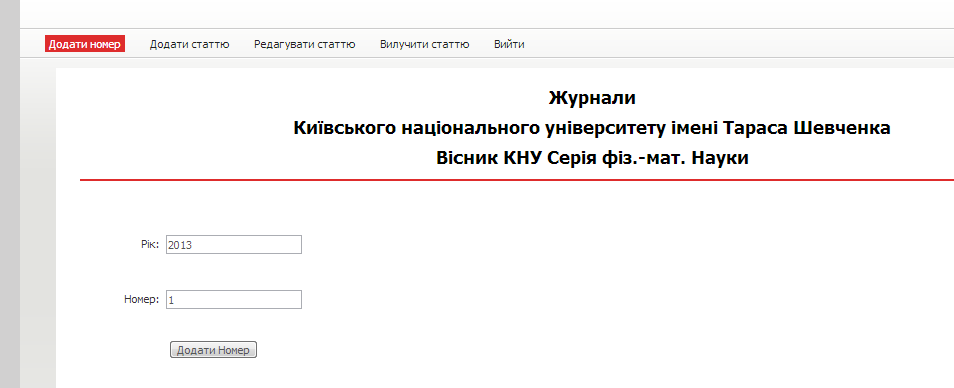 Додати номер Додати статтю Редагувати статтю Вилучити статтю Вийти
Журнали
Київського національного університету імені Тараса Шевченка
Вісник КНУ Серія фіз.-мат. Науки
Рік: 2013
Номер: 1
Додати Номер